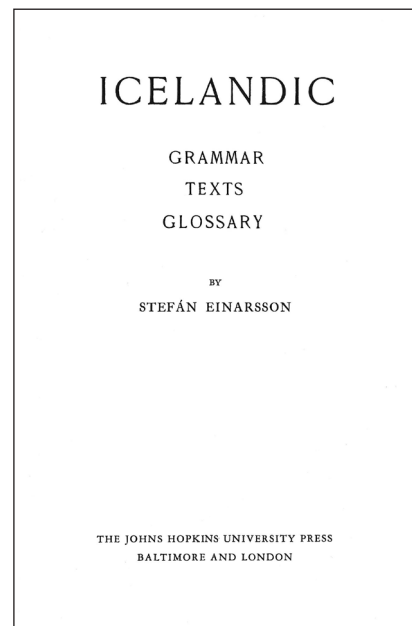 ICELANDIC
GRAMMAR
TEXTS
GLOSSARY
BY
STEFÁN EINARSSON
THE JOHNS HOPKINS UNIVERSITY PRESS
BALTIMORE AND LONDON